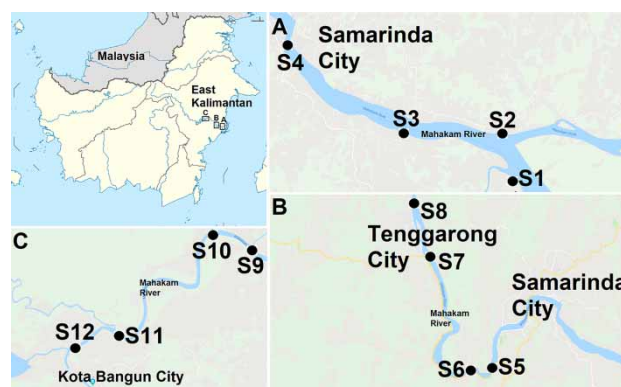 Malaysia
East
Kalimantan
C
B
A
A
Samarinda
City
S4
S3
Mahakam River
S2
S1
B
S8
Tenggarong
City
S7
Samarinda
City
Mahakam
River
S6
S5
C
S10
S9
Mahakam
River
S12
S11
Kota Bangun City